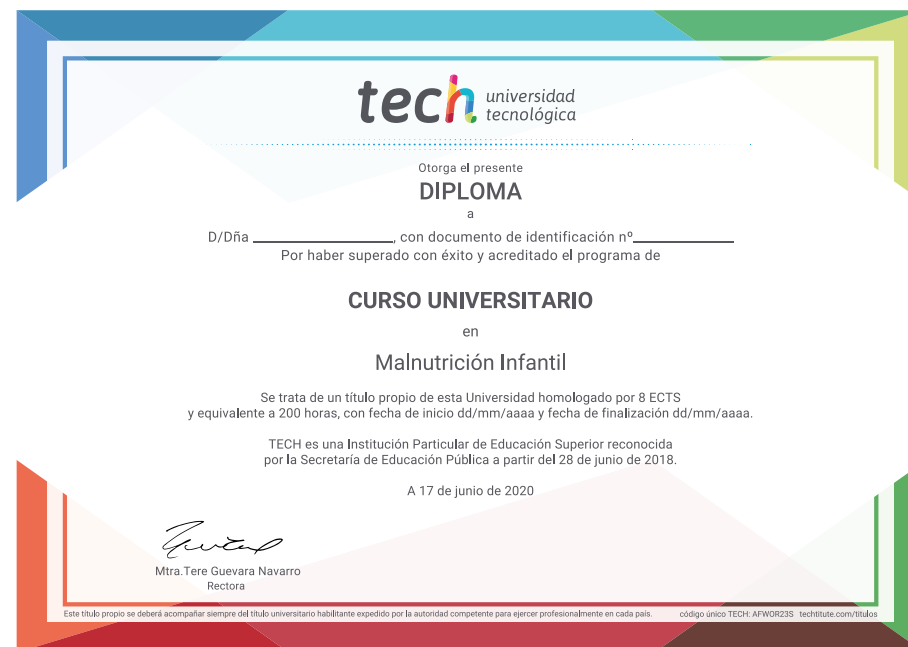 tech universidad
tecnológica
Otorga el presente
DIPLOMA
a
D/Dña ____________________, con documento de identificación nº______________
Por haber superado con éxito y acreditado el programa de
CURSO UNIVERSITARIO
en
Malnutrición Infantil
Se trata de un título propio de esta Universidad homologado por 8 ECTS
y equivalente a 200 horas, con fecha de inicio dd/mm/aaaa y fecha de finalización dd/mm/aaaa.
TECH es una Institución Particular de Educación Superior reconocida
por la Secretaría de Educación Pública a partir del 28 de junio de 2018.
A 17 de junio de 2020
Mtra.Tere Guevara Navarro
Rectora
Este título propio se deberá acompañar siempre del título universitario habilitante expedido por la autoridad competente para ejercer profesionalmente en cada país. código único TECH: AFWOR23S techtitute.com/títulos